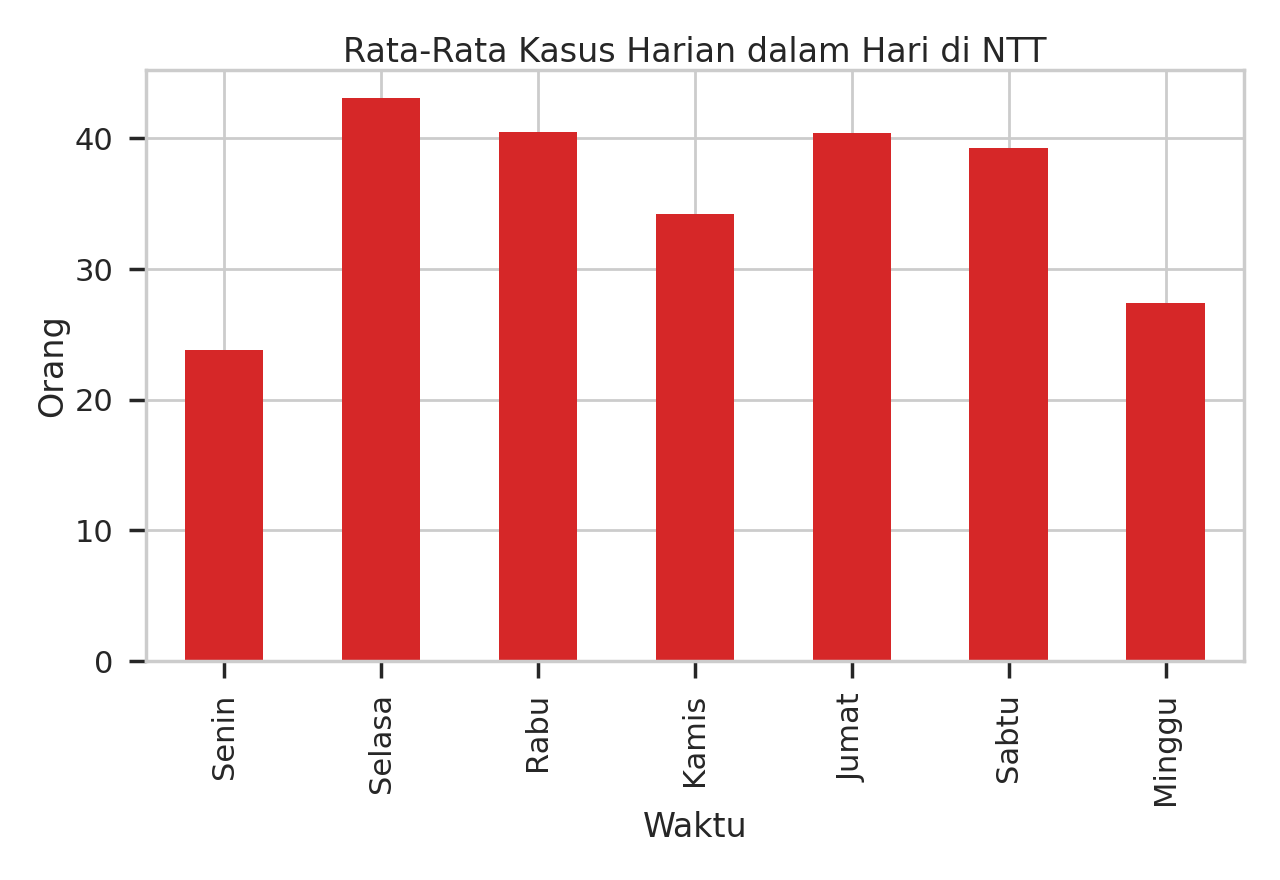 Rata-Rata Kasus Harian dalam Hari di NTT
40
30
20
10
0
Orang
Senin
Selasa
Rabu
Kamis
Jumat
Sabtu
Minggu
Waktu